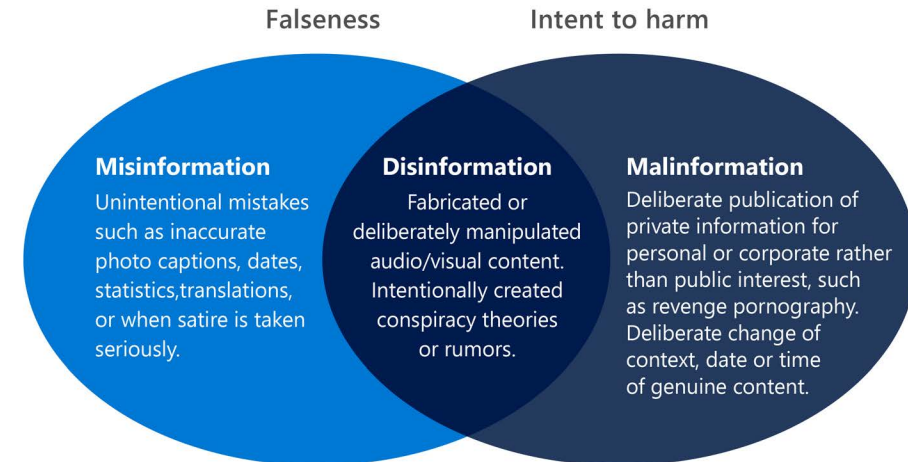 Falseness
Intent to harm
Misinformation
Unintentional mistakes
such as inaccurate
photo captions, dates,
statistics,translations,
or when satire is taken
seriously.
Disinformation
Fabricated or
deliberately manipulated
audio/visual content.
Intentionally created
conspiracy theories
or rumors.
Malinformation
Deliberate publication of
private information for
personal or corporate rather
than public interest, such
as revenge pornography.
Deliberate change of
context, date or time
of genuine content.